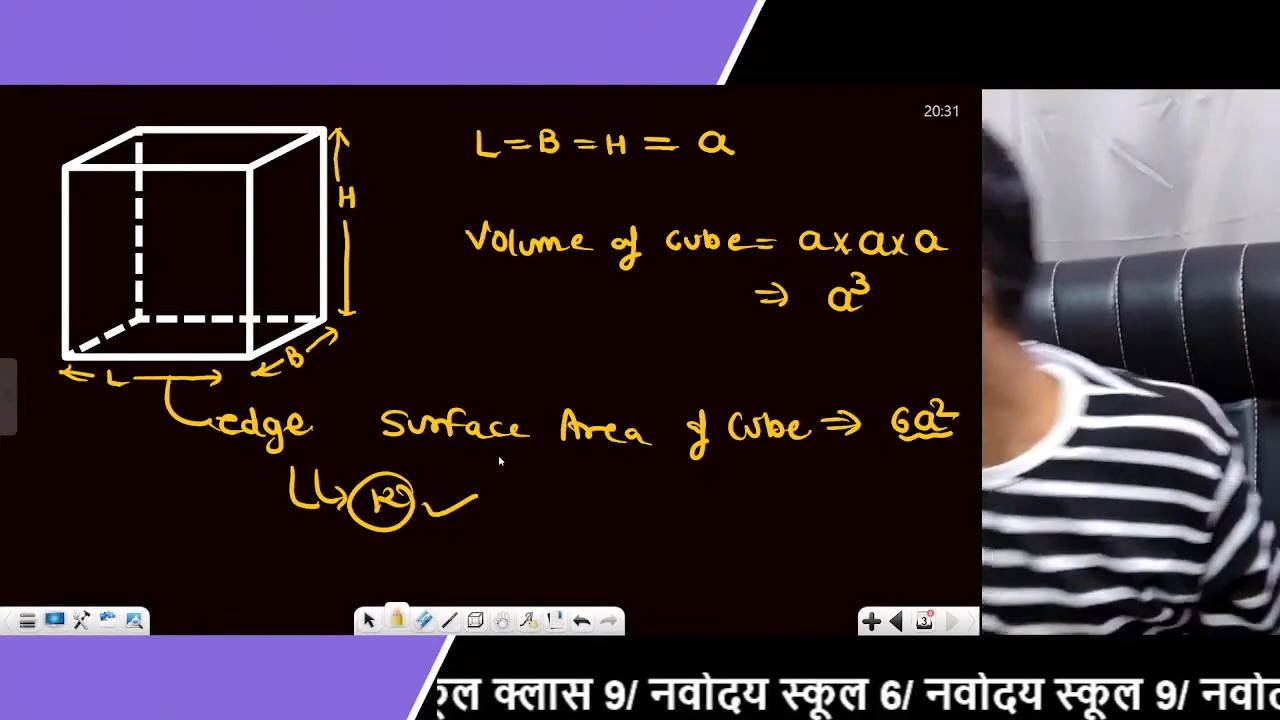 20:31
L = B = H = a
H
Volume of cube = a x a x a
⇒ a³
B
L
edge
Surface Area of Cube ⇒ 6a²
3
क्लास 9/ नवोदय स्कूल 6/ नवोदय स्कूल 9/